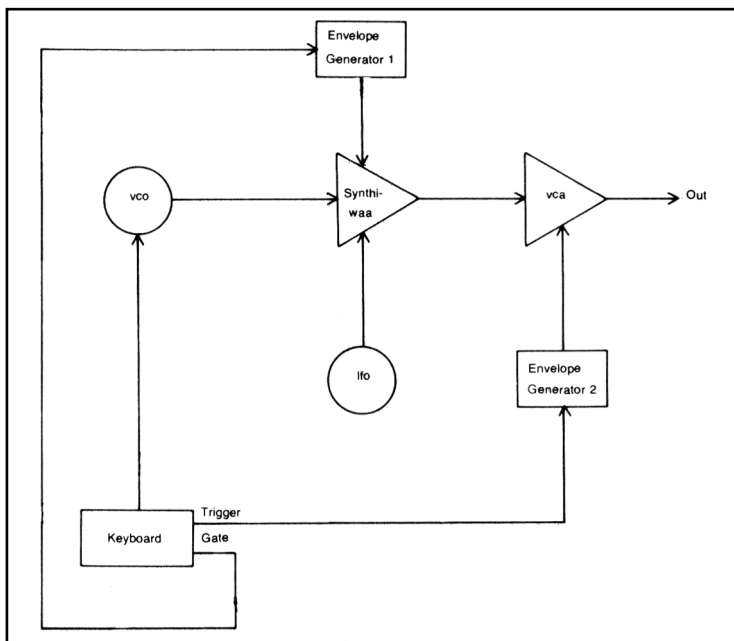 Envelope
Generator 1
vco
Synthi-
waa
vca
Out
lfo
Envelope
Generator 2
Trigger
Keyboard
Gate